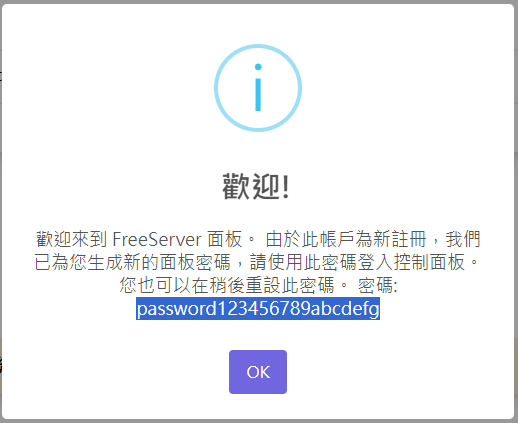 歡迎!
歡迎來到 FreeServer 面板。 由於此帳戶為新註冊，我們
已為您生成新的面板密碼，請使用此密碼登入控制面板。
您也可以在稍後重設此密碼。 密碼:
password123456789abcdefg
OK